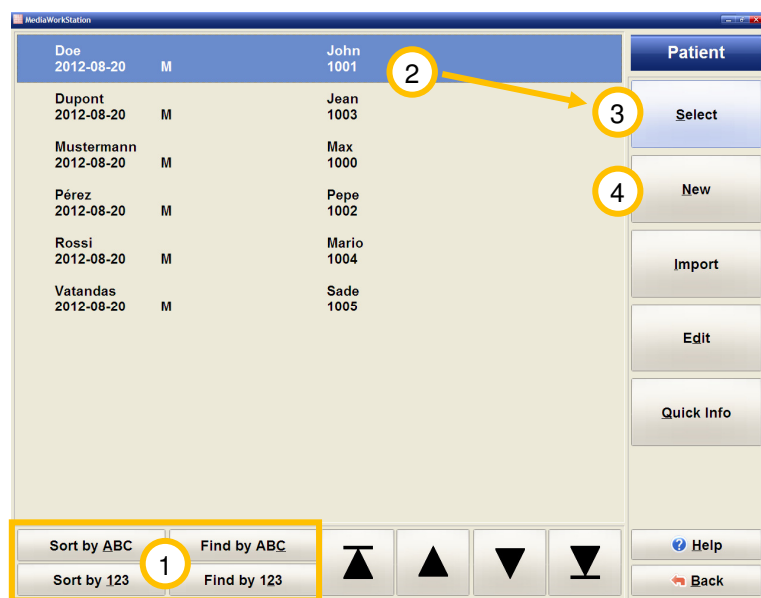 MediaWorkStation
Doe John
2012-08-20 M 1001
Dupont Jean
2012-08-20 M 1003
Mustermann Max
2012-08-20 M 1000
Pérez Pepe
2012-08-20 M 1002
Rossi Mario
2012-08-20 M 1004
Vatandas Sade
2012-08-20 M 1005
2
3
4
Patient
Select
New
Import
Edit
Quick Info
Sort by ABC Find by ABC
1
Sort by 123 Find by 123
? Help
Back